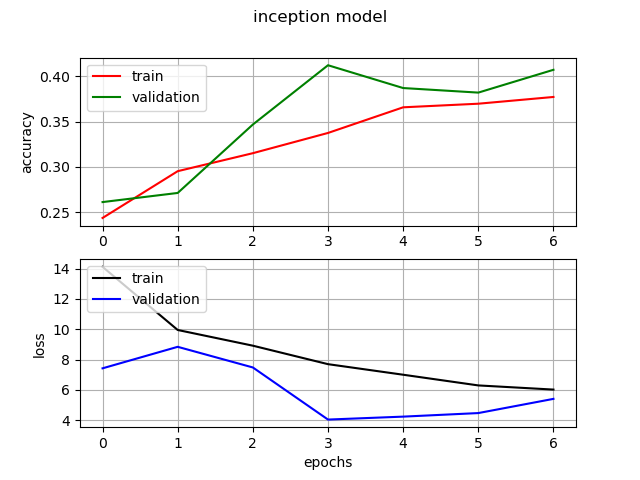 inception model
train
validation
accuracy
0.40
0.35
0.30
0.25
0 1 2 3 4 5 6
train
validation
loss
14
12
10
8
6
4
0 1 2 3 4 5 6
epochs